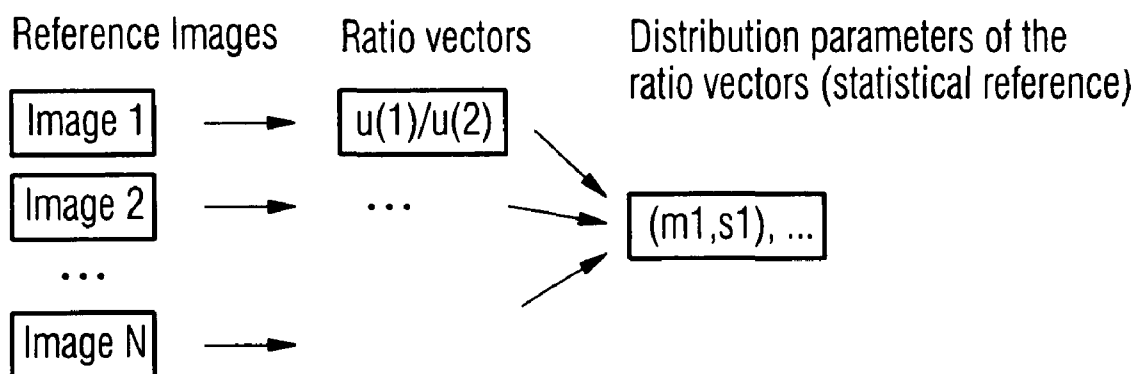 Reference Images
Ratio vectors
Distribution parameters of the
ratio vectors (statistical reference)
Image 1
u(1)/u(2)
Image 2
...
(m1,s1), ...
...
Image N